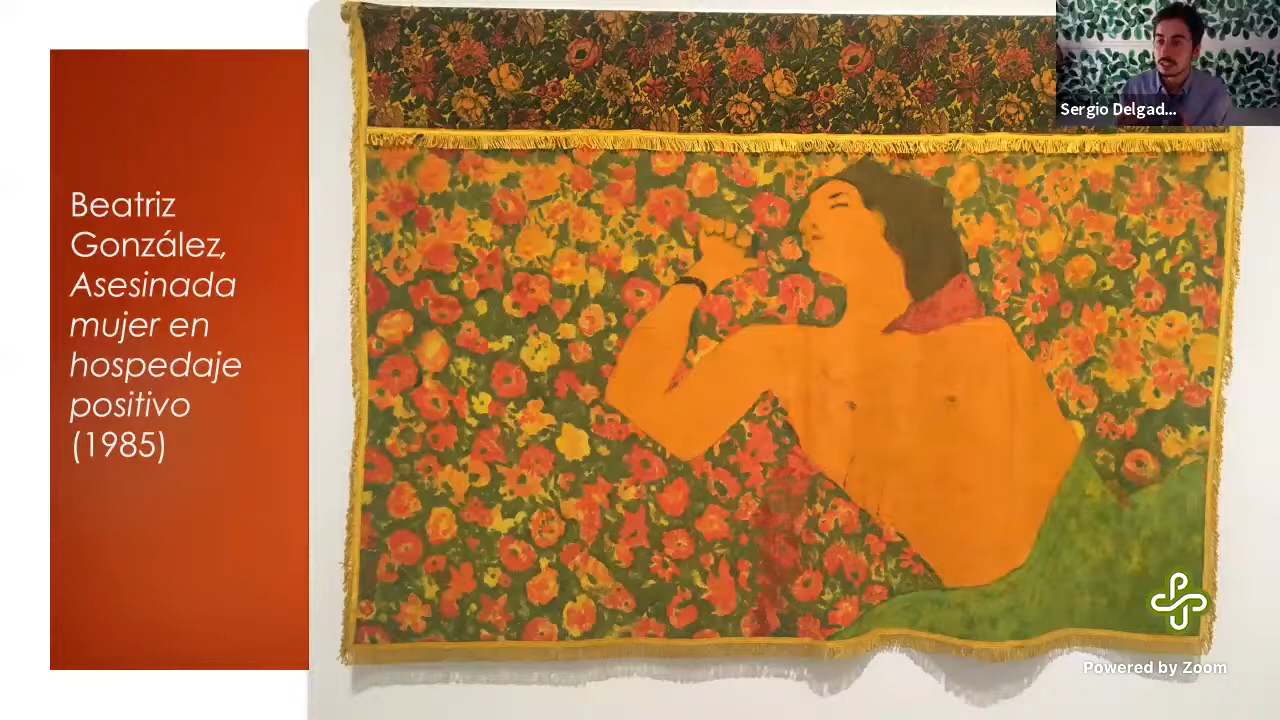 Beatriz
González,
Asesinada
mujer en
hospedaje
positivo
(1985)
Sergio Delgad...
Powered by Zoom